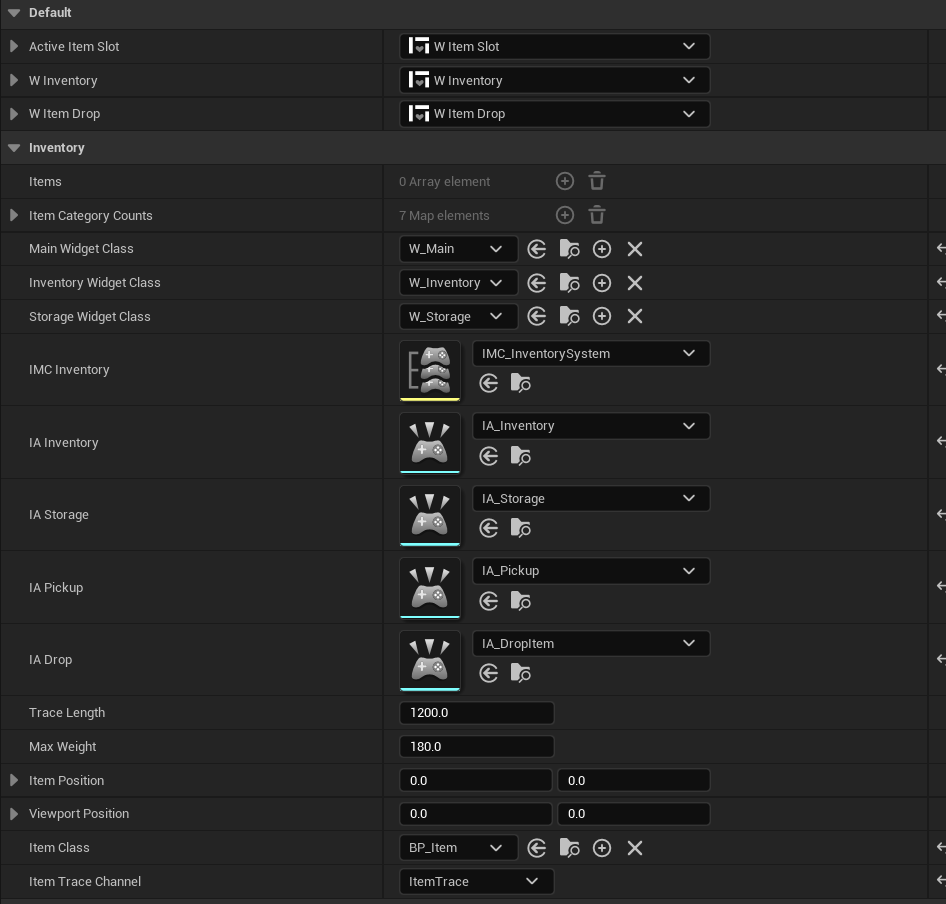 Default
Active Item Slot W Item Slot
W Inventory W Inventory
W Item Drop W Item Drop
Inventory
Items 0 Array element
Item Category Counts 7 Map elements
Main Widget Class W_Main
Inventory Widget Class W_Inventory
Storage Widget Class W_Storage
IMC Inventory IMC_InventorySystem
IA Inventory IA_Inventory
IA Storage IA_Storage
IA Pickup IA_Pickup
IA Drop IA_DropItem
Trace Length 1200.0
Max Weight 180.0
Item Position 0.0 0.0
Viewport Position 0.0 0.0
Item Class BP_Item
Item Trace Channel ItemTrace